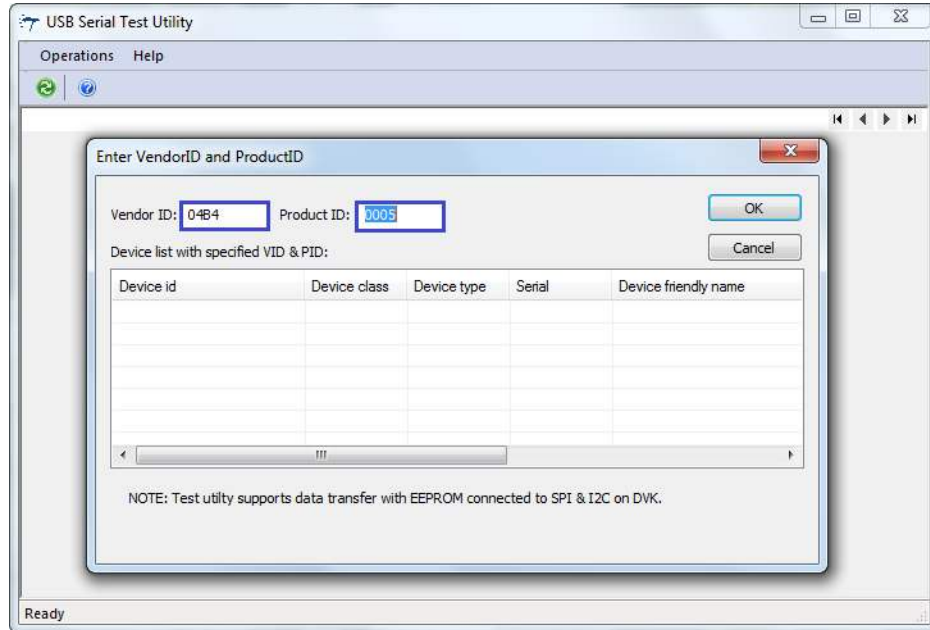 USB Serial Test Utility
Operations Help
Enter VendorID and ProductID
Vendor ID: 04B4 Product ID: 0005 OK
Device list with specified VID & PID: Cancel
Device id Device class Device type Serial Device friendly name
NOTE: Test utilty supports data transfer with EEPROM connected to SPI & I2C on DVK.
Ready